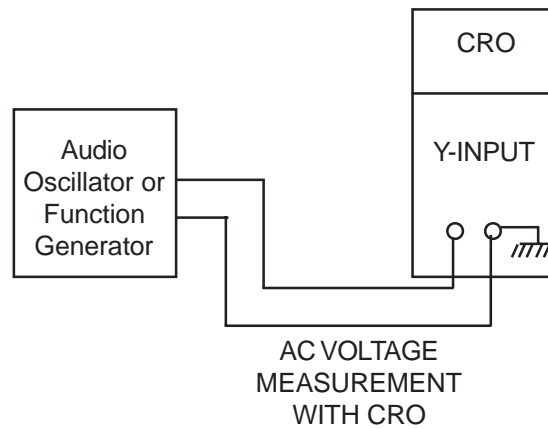 CRO
Y-INPUT
Audio
Oscillator or
Function
Generator
AC VOLTAGE
MEASUREMENT
WITH CRO